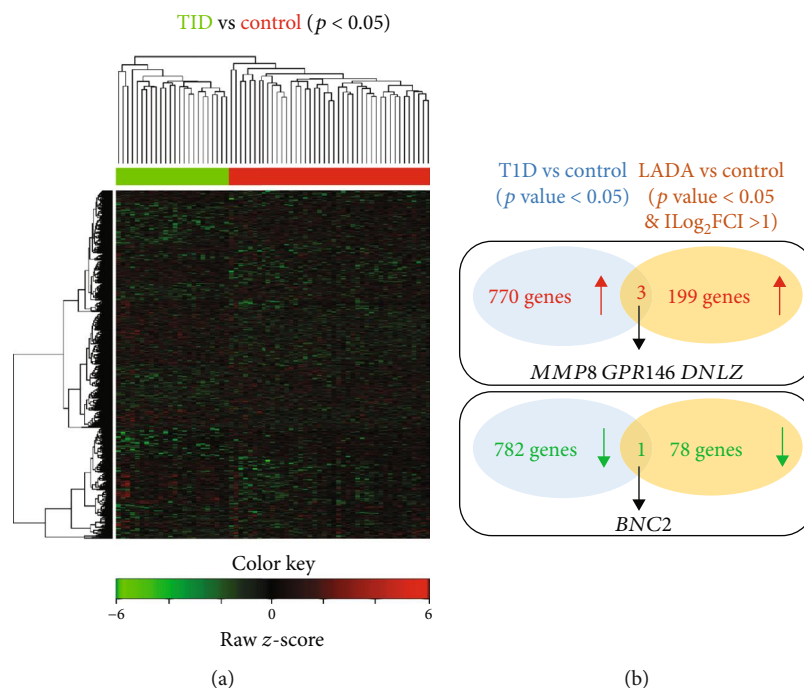 TID vs control (p < 0.05)
Color key
−6
0
6
Raw z-score
(a)
T1D vs control
(p value < 0.05)
LADA vs control
(p value < 0.05
& ILog₂FCI >1)
770 genes
3
199 genes
MMP8 GPR146 DNLZ
782 genes
1
78 genes
BNC2
(b)